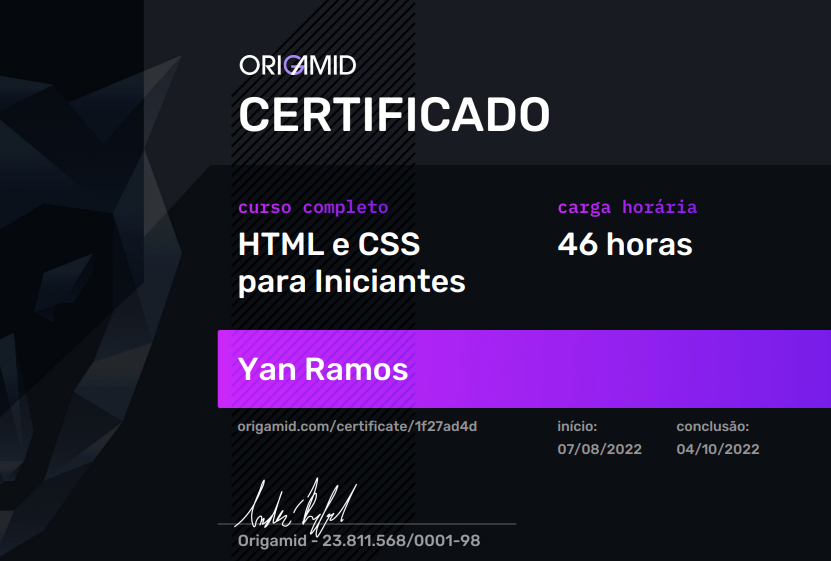 ORIGAMID
CERTIFICADO
curso completo
HTML e CSS
para Iniciantes
carga horária
46 horas
Yan Ramos
origamid.com/certificate/1f27ad4d
início:
07/08/2022
conclusão:
04/10/2022
Origamid - 23.811.568/0001-98